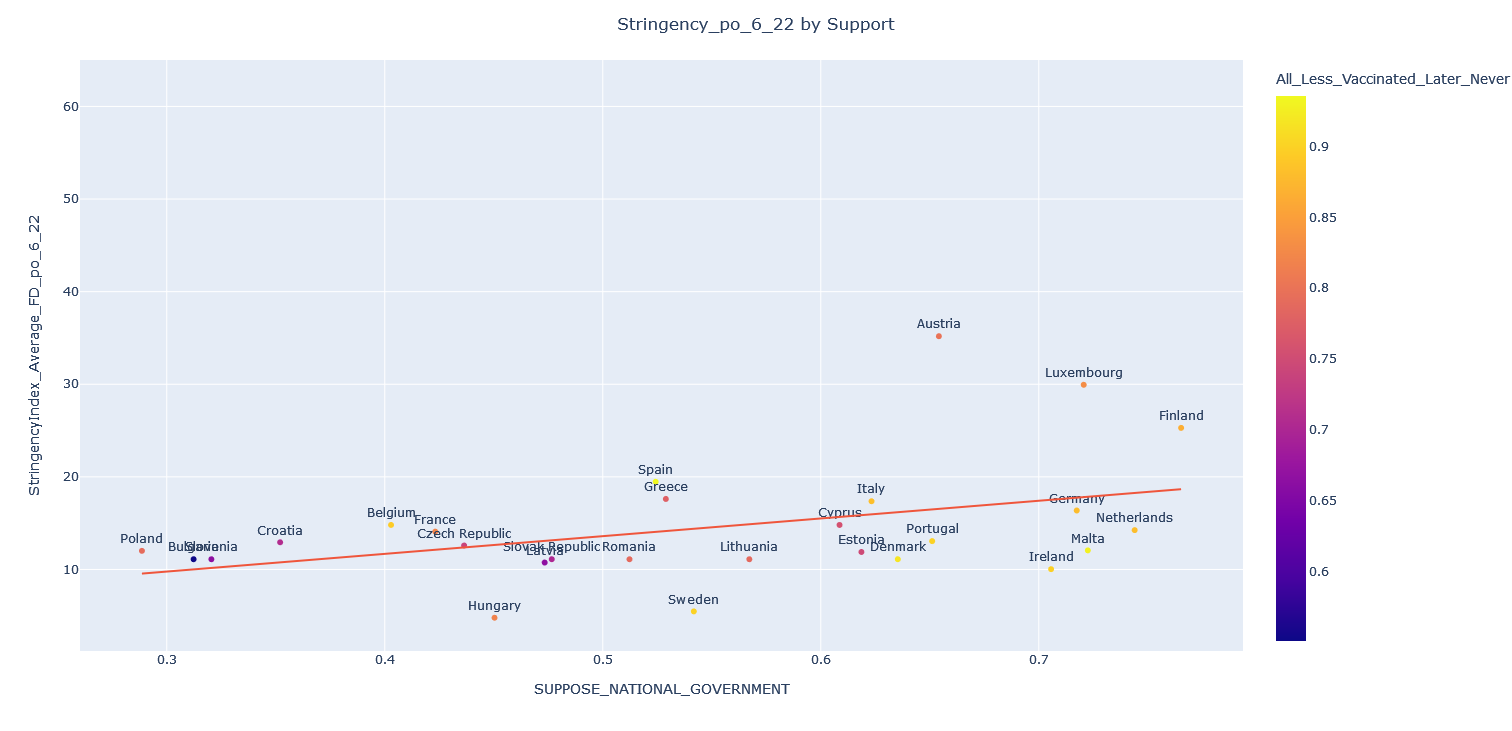 Stringency_po_6_22 by Support
All_Less_Vaccinated_Later_Never
StringencyIndex_Average_FD_po_6_22
60
50
40
30
20
10
Austria
Luxembourg
Finland
Spain
Greece
Italy
Germany
Belgium
France
Cyprus
Netherlands
Croatia
Czech Republic
Portugal
Poland
Estonia
Malta
Bulgaria
Slovenia
Slovak Republic
Latvia
Romania
Lithuania
Denmark
Ireland
Hungary
Sweden
0.3
0.4
0.5
0.6
0.7
SUPPOSE_NATIONAL_GOVERNMENT
0.9
0.85
0.8
0.75
0.7
0.65
0.6